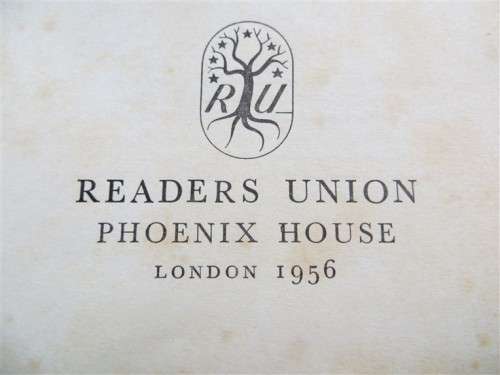 RU
READERS UNION
PHOENIX HOUSE
LONDON 1956